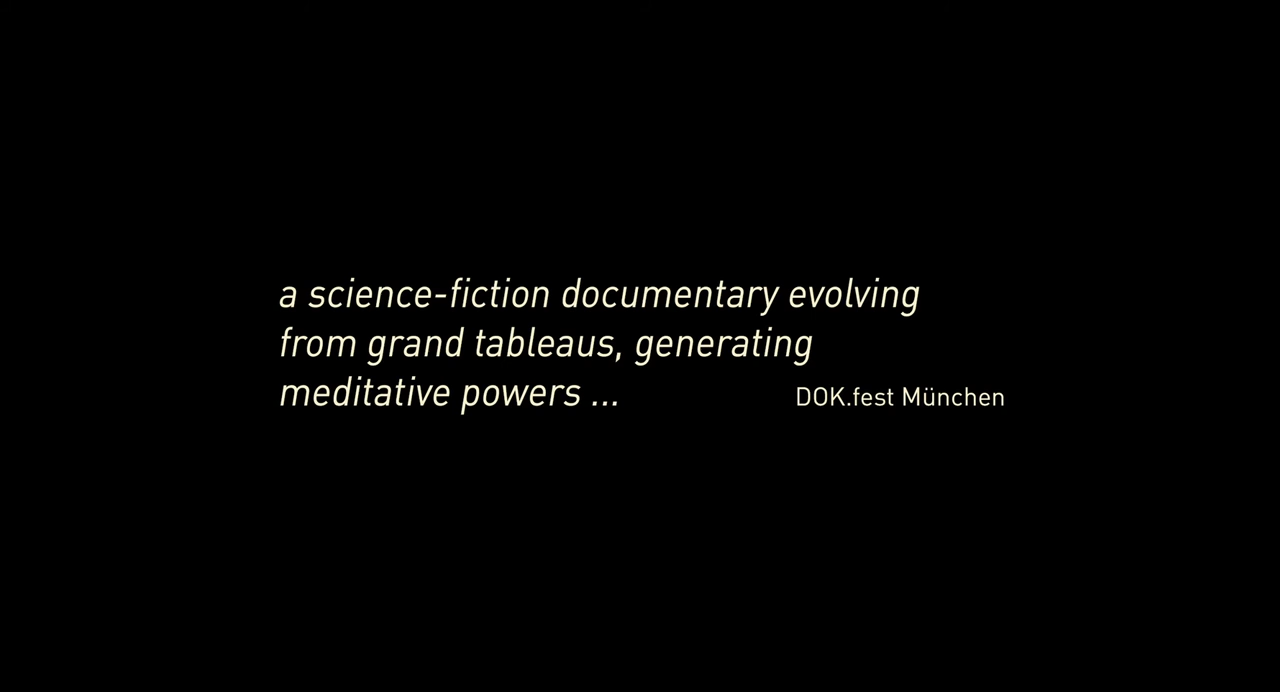 a science-fiction documentary evolving
from grand tableaus, generating
meditative powers ...
DOK.fest München